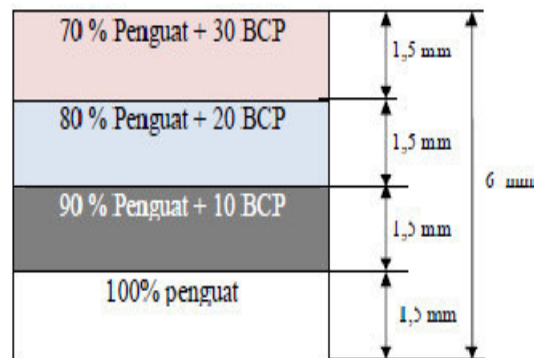 70 % Penguat + 30 BCP
1,5 mm
80 % Penguat + 20 BCP
1,5 mm
6 mm
90 % Penguat + 10 BCP
1,5 mm
100% penguat
1,5 mm